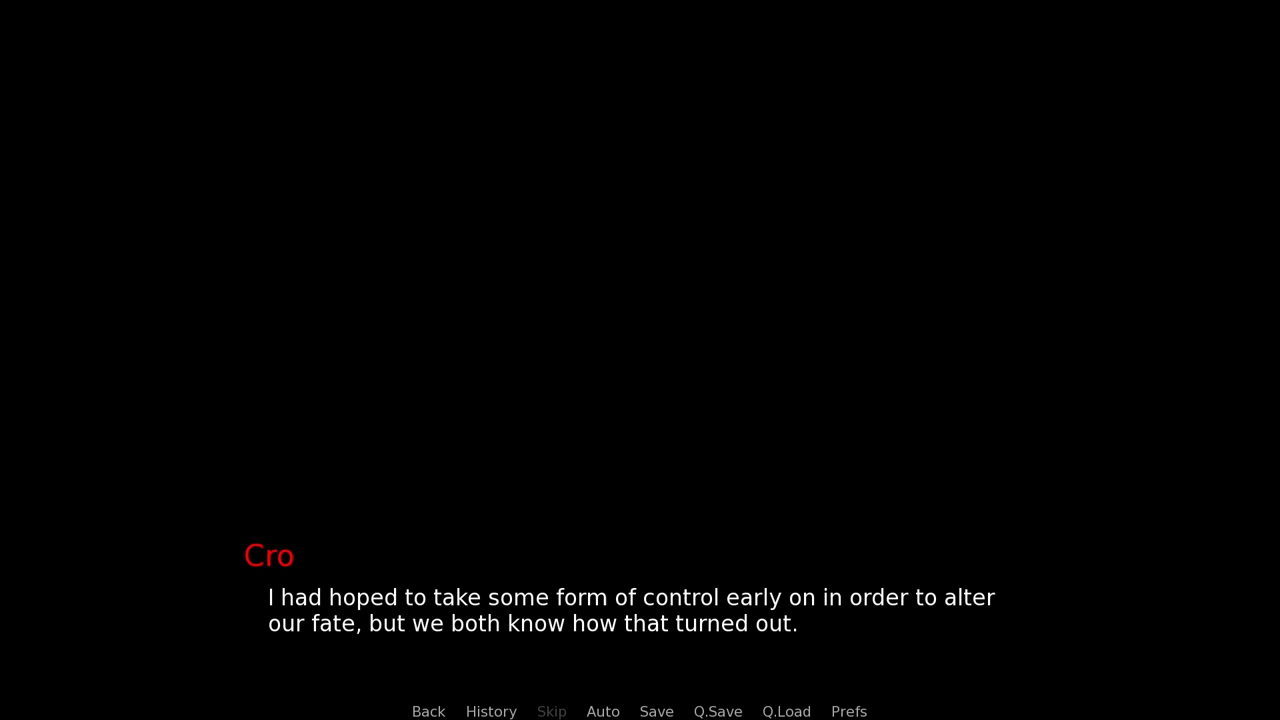 Cro
I had hoped to take some form of control early on in order to alter
our fate, but we both know how that turned out.
Back History Skip Auto Save Q.Save Q.Load Prefs